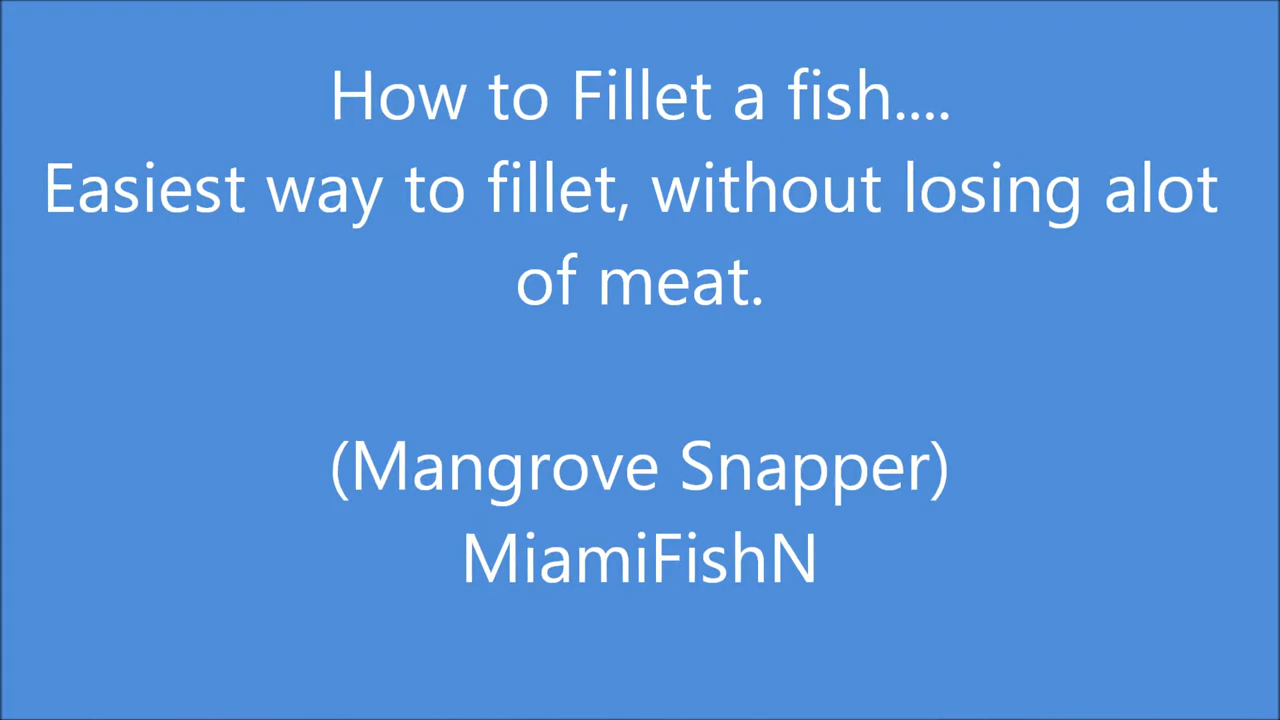 How to Fillet a fish....
Easiest way to fillet, without losing alot
of meat.
(Mangrove Snapper)
MiamiFishN